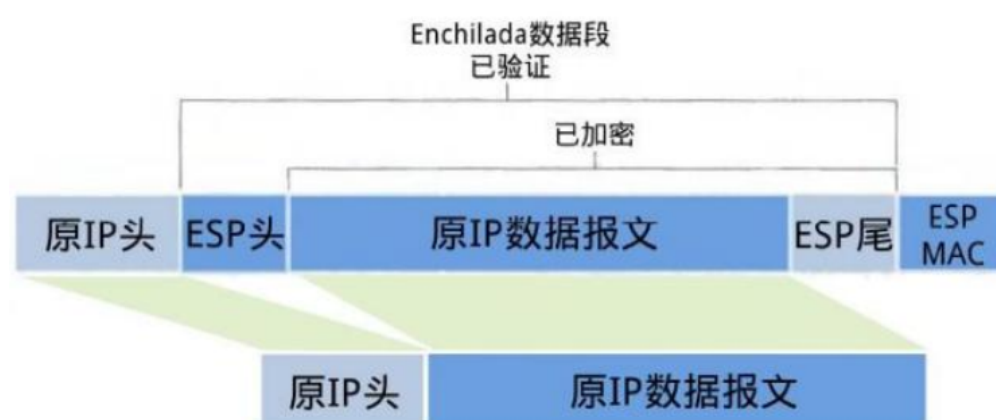 Enchilada数据段
已验证
已加密
原IP头
ESP头
原IP数据报文
ESP尾
ESP
MAC
原IP头
原IP数据报文